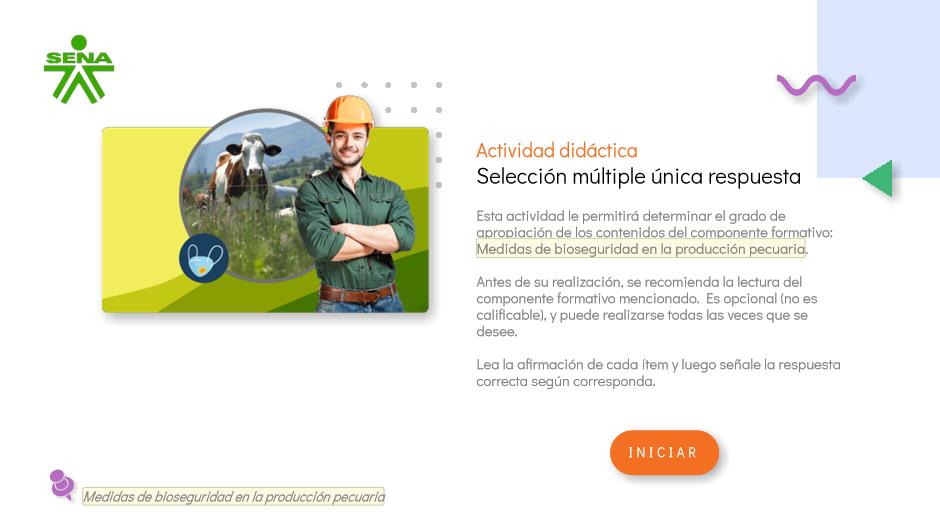 SENA
Actividad didáctica
Selección múltiple única respuesta
Esta actividad le permitirá determinar el grado de
apropiación de los contenidos del componente formativo:
Medidas de bioseguridad en la producción pecuaria.
Antes de su realización, se recomienda la lectura del
componente formativo mencionado. Es opcional (no es
calificable), y puede realizarse todas las veces que se
desee.
Lea la afirmación de cada ítem y luego señale la respuesta
correcta según corresponda.
INICIAR
Medidas de bioseguridad en la producción pecuaria